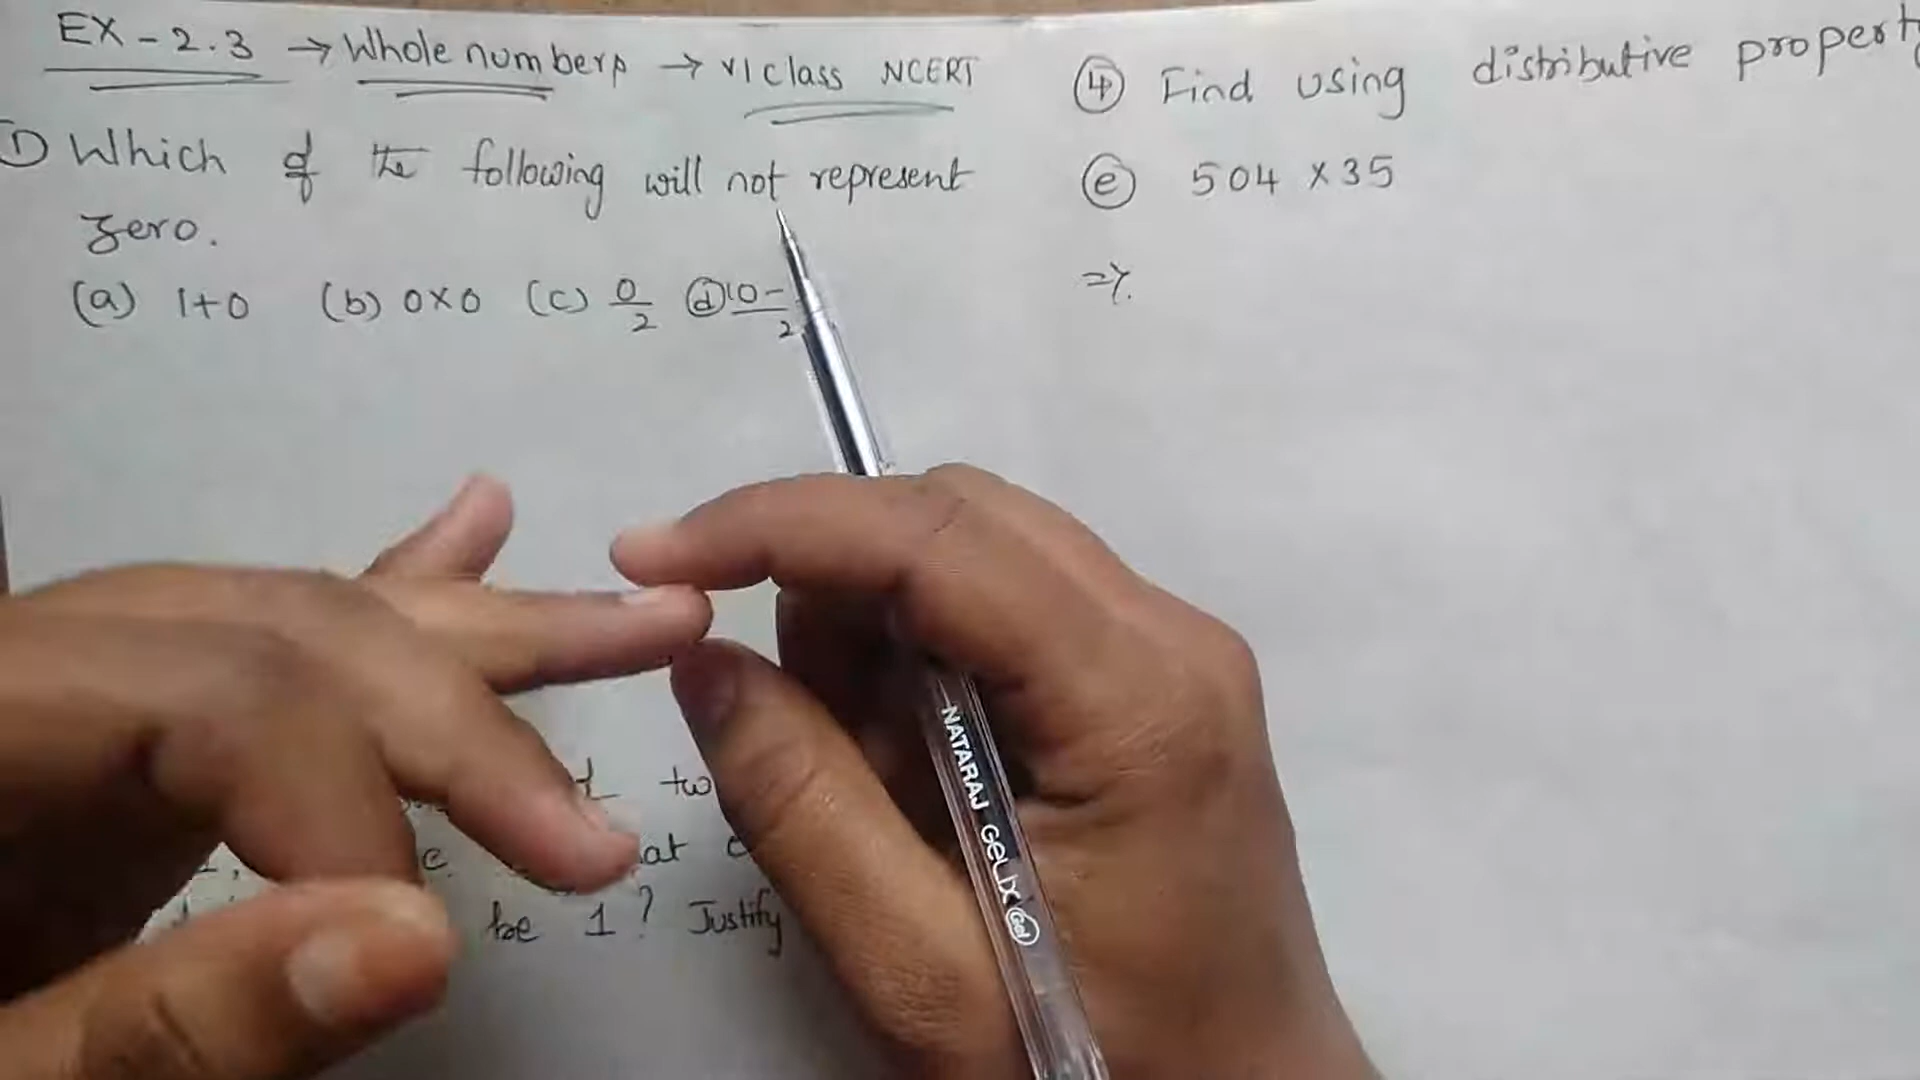 EX-2.3 → Whole numbers → VI class NCERT
① Which of the following will not represent
zero.
(a) 1+0 (b) 0×0 (c) 0/2 ⓓ 10-/2
two
at
be 1? Justify
④ Find using distributive property
ⓔ 504 × 35
NATARAJ GELIX Gel